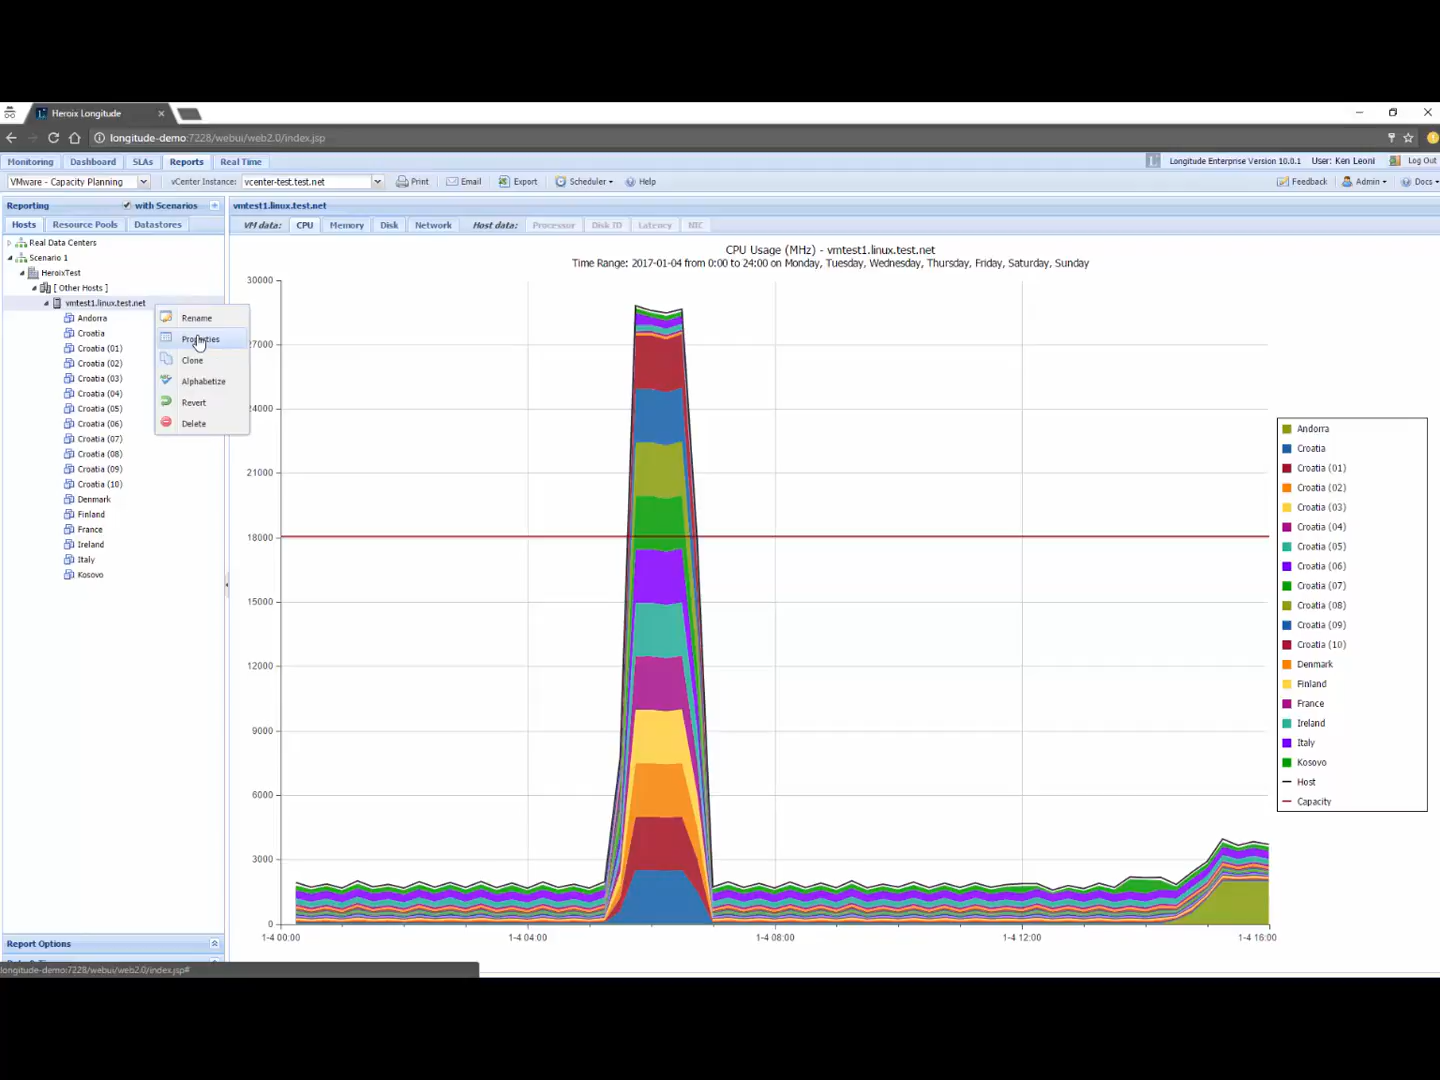 Heroix Longitude
longitude-demo:7228/webui/web2.0/index.jsp
Monitoring Dashboard SLAs Reports Real Time
Longitude Enterprise Version 10.0.1 User: Ken Leoni Log Out
VMware - Capacity Planning vCenter Instance: vcenter-test.test.net Print Email Export Scheduler Help
Feedback Admin Docs
Reporting with Scenarios
vmtest1.linux.test.net
Hosts Resource Pools Datastores
VM data: CPU Memory Disk Network Host data: Processor Disk IO Latency NIC
Real Data Centers
Scenario 1
HeroixTest
[ Other Hosts ]
vmtest1.linux.test.net
Andorra
Croatia
Croatia (01)
Croatia (02)
Croatia (03)
Croatia (04)
Croatia (05)
Croatia (06)
Croatia (07)
Croatia (08)
Croatia (09)
Croatia (10)
Denmark
Finland
France
Ireland
Italy
Kosovo
Rename
Properties
Clone
Alphabetize
Revert
Delete
CPU Usage (MHz) - vmtest1.linux.test.net
Time Range: 2017-01-04 from 0:00 to 24:00 on Monday, Tuesday, Wednesday, Thursday, Friday, Saturday, Sunday
30000
27000
24000
21000
18000
15000
12000
9000
6000
3000
0
1-4 00:00 1-4 04:00 1-4 08:00 1-4 12:00 1-4 16:00
Andorra
Croatia
Croatia (01)
Croatia (02)
Croatia (03)
Croatia (04)
Croatia (05)
Croatia (06)
Croatia (07)
Croatia (08)
Croatia (09)
Croatia (10)
Denmark
Finland
France
Ireland
Italy
Kosovo
Host
Capacity
Report Options
longitude-demo:7228/webui/web2.0/index.jsp#